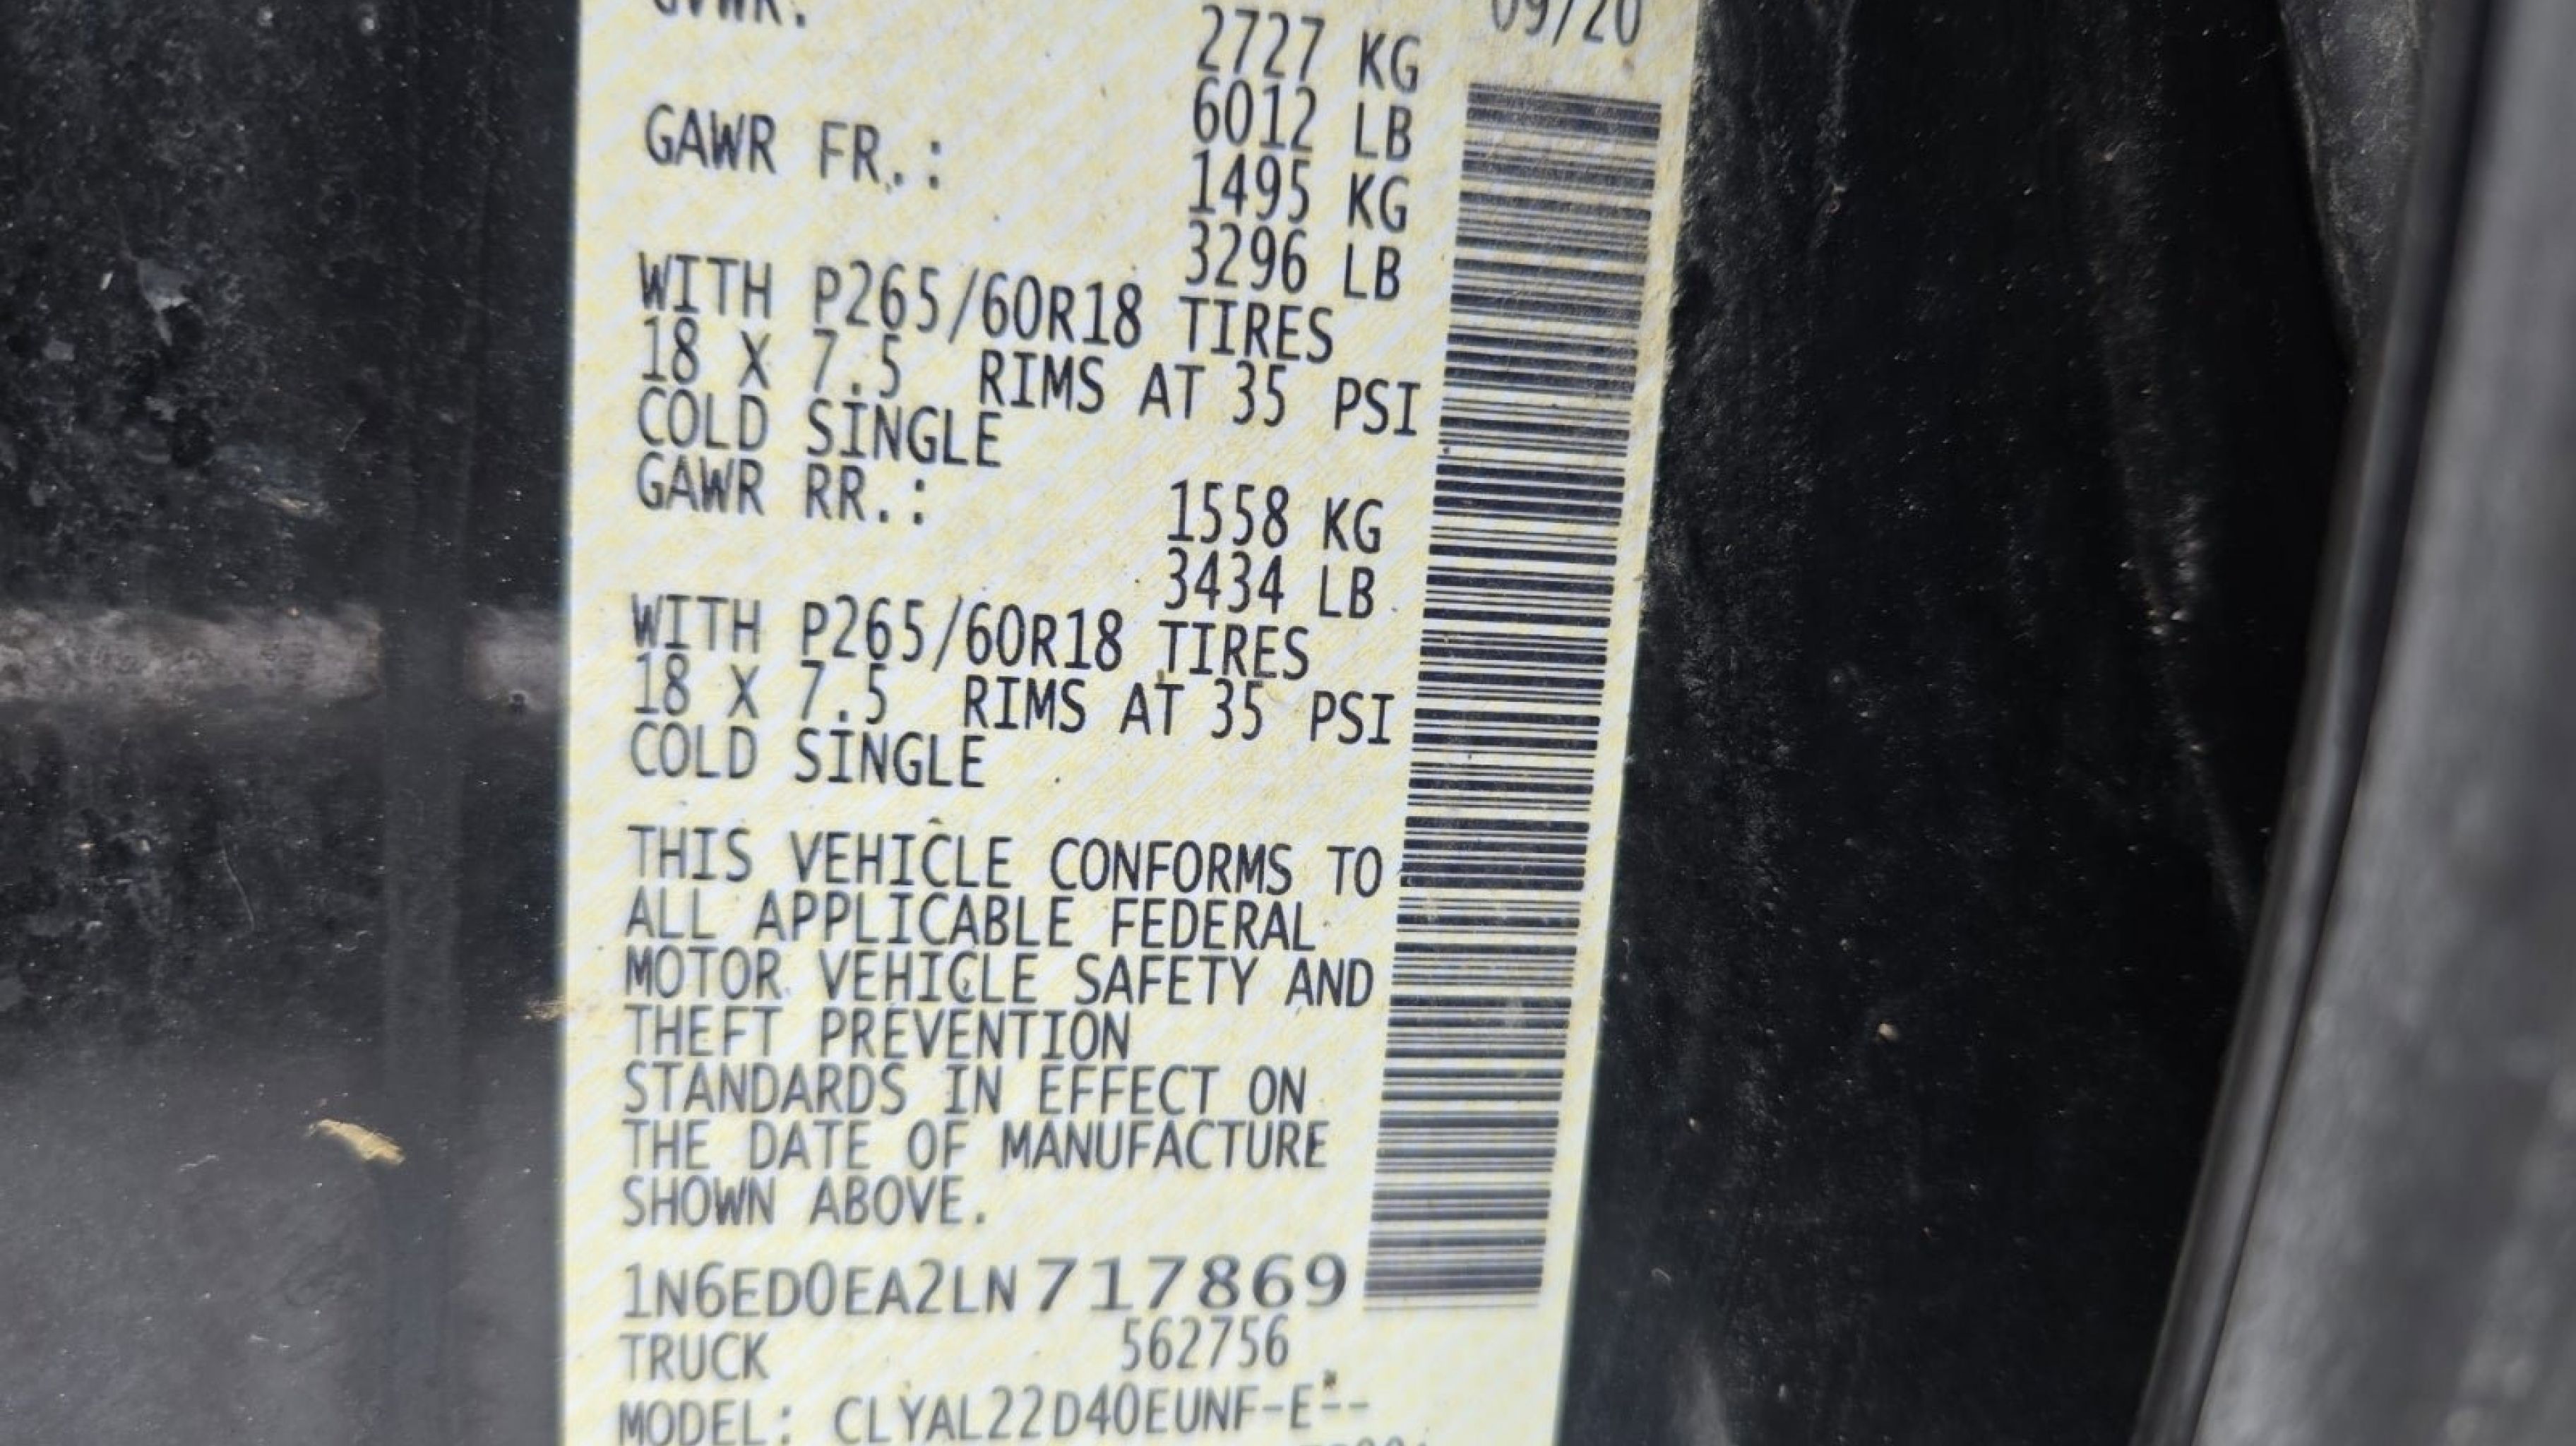 GVWR: 09/20
2727 KG
6012 LB
GAWR FR.: 1495 KG
3296 LB
WITH P265/60R18 TIRES
18 X 7.5 RIMS AT 35 PSI
COLD SINGLE
GAWR RR.: 1558 KG
3434 LB
WITH P265/60R18 TIRES
18 X 7.5 RIMS AT 35 PSI
COLD SINGLE
THIS VEHICLE CONFORMS TO
ALL APPLICABLE FEDERAL
MOTOR VEHICLE SAFETY AND
THEFT PREVENTION
STANDARDS IN EFFECT ON
THE DATE OF MANUFACTURE
SHOWN ABOVE.
1N6ED0EA2LN717869
TRUCK 562756
MODEL: CLYAL22D40EUNF-E--